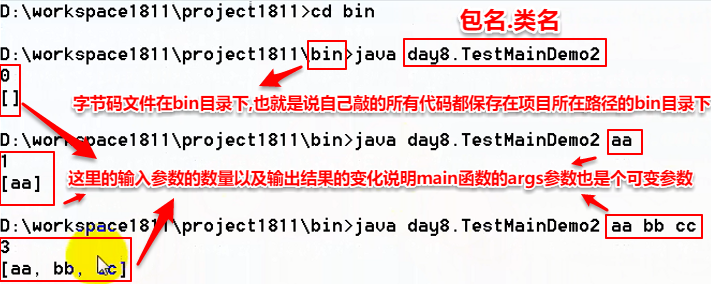 D:\workspace1811\project1811>cd bin
包名.类名
D:\workspace1811\project1811\bin>java day8.TestMainDemo2
0
[]
字节码文件在bin目录下,也就是说自己敲的所有代码都保存在项目所在路径的bin目录下
D:\workspace1811\project1811\bin>java day8.TestMainDemo2 aa
1
[aa]
这里的输入参数的数量以及输出结果的变化说明main函数的args参数也是个可变参数
D:\workspace1811\project1811\bin>java day8.TestMainDemo2 aa bb cc
3
[aa, bb, cc]